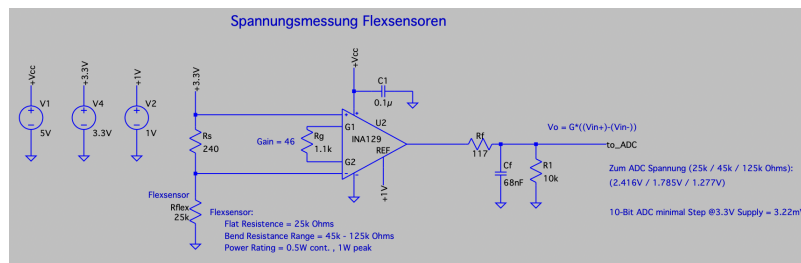 Spannungsmessung Flexsensoren
+Vcc
+3.3V
+1V
+3.3V
+Vcc
V1
5V
V4
3.3V
V2
1V
C1
0.1µ
Rs
240
Gain = 46
Rg
1.1k
G1
G2
U2
INA129
REF
+1V
Rf
117
Cf
68nF
R1
10k
Vo = G*((Vin+)-(Vin-))
to_ADC
Zum ADC Spannung (25k / 45k / 125k Ohms):
(2.416V / 1.785V / 1.277V)
10-Bit ADC minimal Step @3.3V Supply = 3.22m
Flexsensor
Rflex
25k
Flexsensor:
Flat Resistence = 25k Ohms
Bend Resistance Range = 45k - 125k Ohms
Power Rating = 0.5W cont. , 1W peak